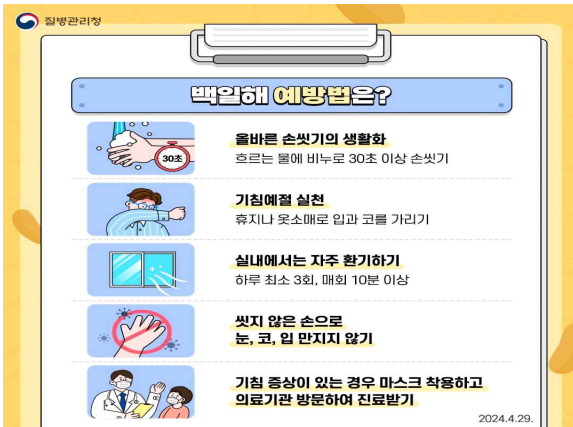 질병관리청
백일해 예방법은?
30초
올바른 손씻기의 생활화
흐르는 물에 비누로 30초 이상 손씻기
기침예절 실천
휴지나 옷소매로 입과 코를 가리기
실내에서는 자주 환기하기
하루 최소 3회, 매회 10분 이상
씻지 않은 손으로
눈, 코, 입 만지지 않기
기침 증상이 있는 경우 마스크 착용하고
의료기관 방문하여 진료받기
2024.4.29.